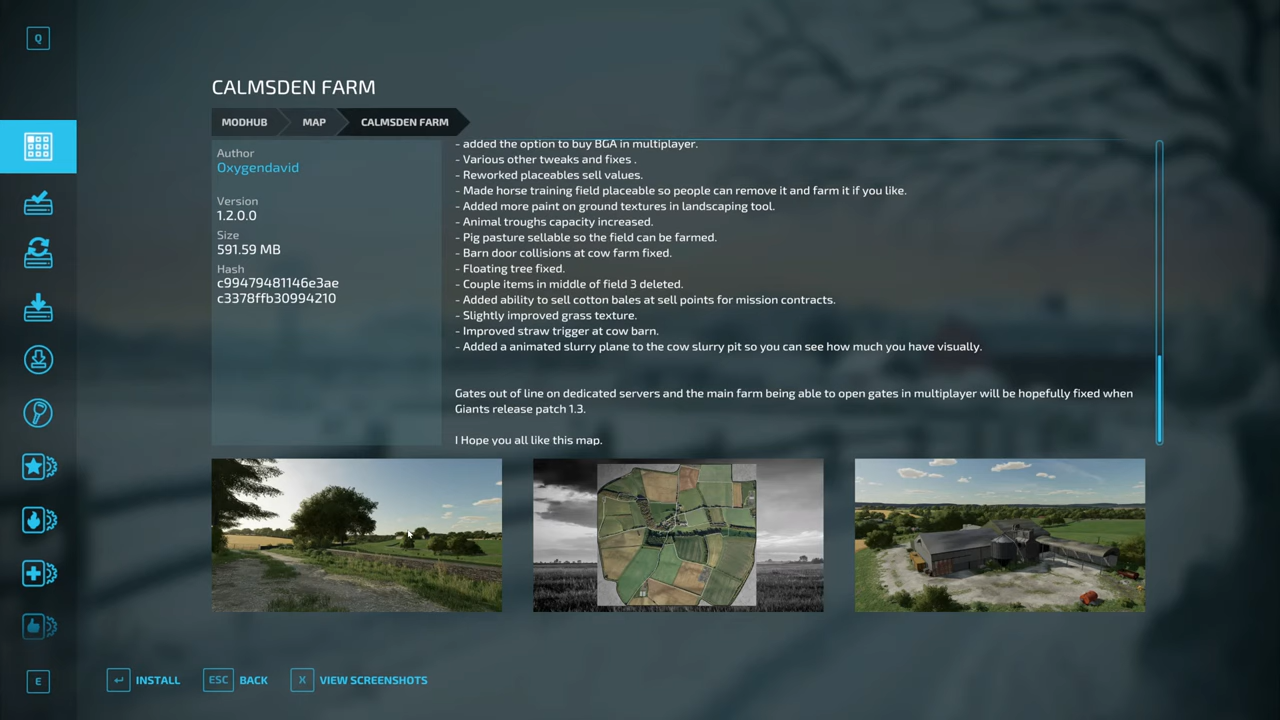 Q
CALMSDEN FARM
MODHUB
MAP
CALMSDEN FARM
Author
Oxygendavid
Version
1.2.0.0
Size
591.59 MB
Hash
c99479481146e3ae
c3378ffb30994210
- added the option to buy BGA in multiplayer.
- Various other tweaks and fixes .
- Reworked placeables sell values.
- Made horse training field placeable so people can remove it and farm it if you like.
- Added more paint on ground textures in landscaping tool.
- Animal troughs capacity increased.
- Pig pasture sellable so the field can be farmed.
- Barn door collisions at cow farm fixed.
- Floating tree fixed.
- Couple items in middle of field 3 deleted.
- Added ability to sell cotton bales at sell points for mission contracts.
- Slightly improved grass texture.
- Improved straw trigger at cow barn.
- Added a animated slurry plane to the cow slurry pit so you can see how much you have visually.
Gates out of line on dedicated servers and the main farm being able to open gates in multiplayer will be hopefully fixed when
Giants release patch 1.3.
I Hope you all like this map.
E
INSTALL
ESC BACK
X VIEW SCREENSHOTS